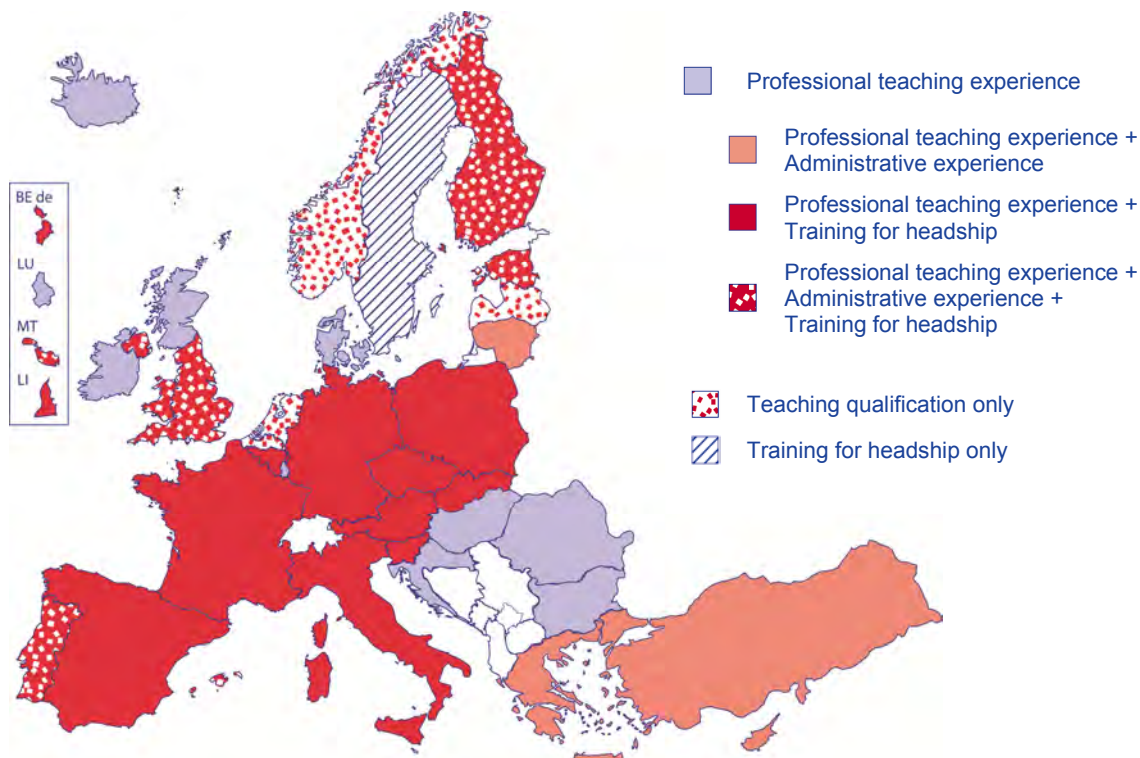 Professional teaching experience
Professional teaching experience +
Administrative experience
Professional teaching experience +
Training for headship
Professional teaching experience +
Administrative experience +
Training for headship
Teaching qualification only
Training for headship only
BE de
LU
MT
LI